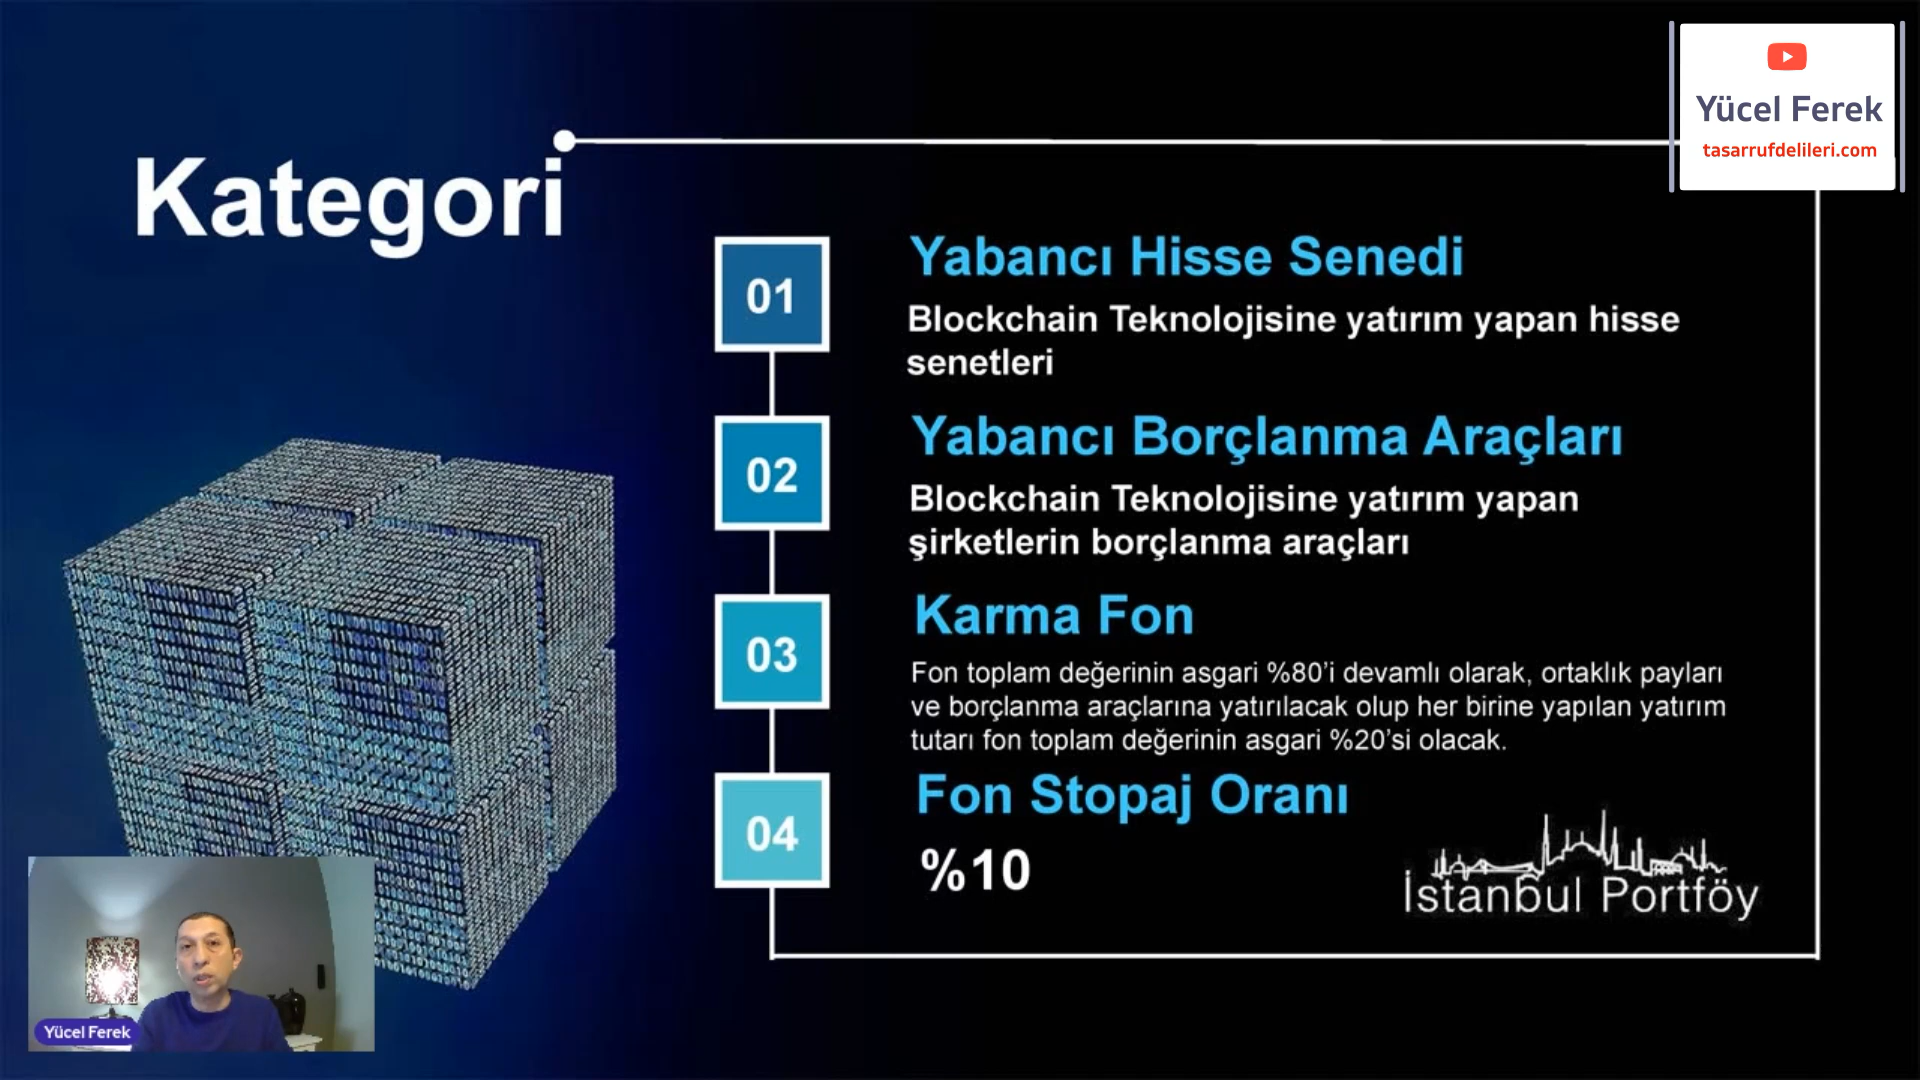 Yücel Ferek
tasarrufdelileri.com
Kategori
01
Yabancı Hisse Senedi
Blockchain Teknolojisine yatırım yapan hisse
senetleri
02
Yabancı Borçlanma Araçları
Blockchain Teknolojisine yatırım yapan
şirketlerin borçlanma araçları
03
Karma Fon
Fon toplam değerinin asgari %80'i devamlı olarak, ortaklık payları
ve borçlanma araçlarına yatırılacak olup her birine yapılan yatırım
tutarı fon toplam değerinin asgari %20'si olacak.
04
Fon Stopaj Oranı
%10
İstanbul Portföy
Yücel Ferek